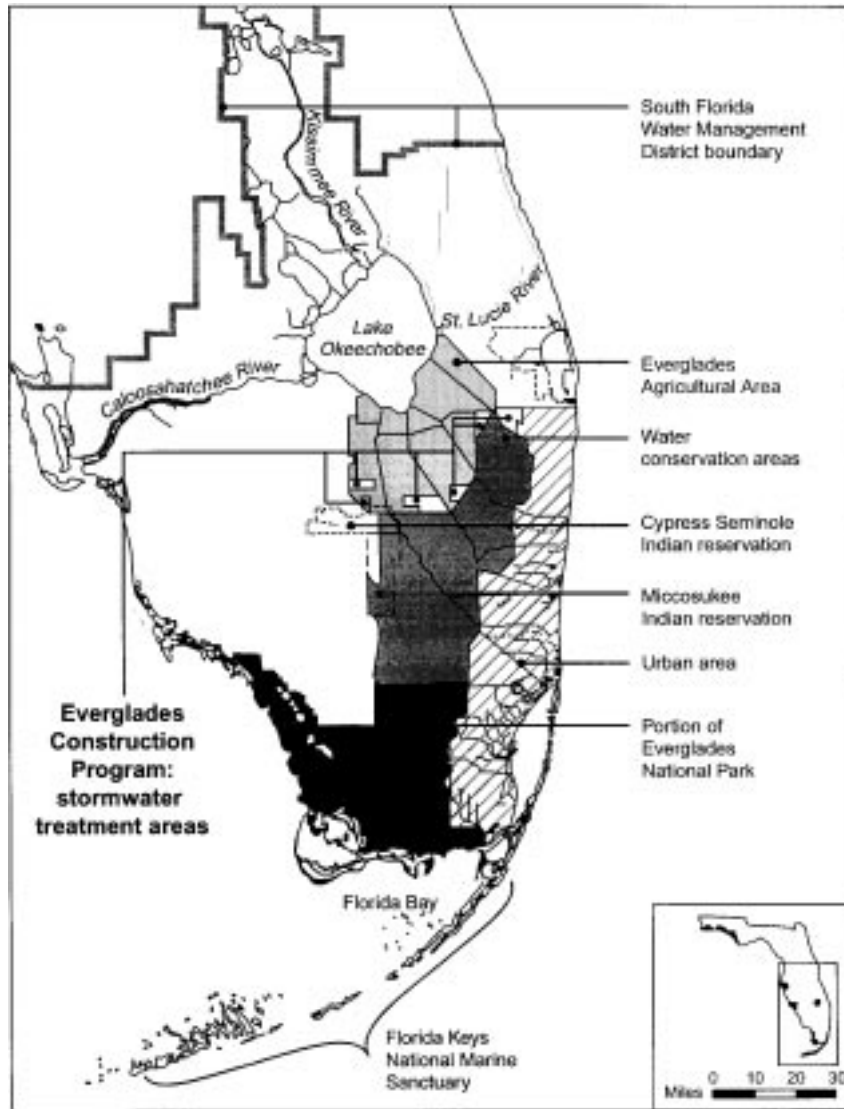 South Florida
Water Management
District boundary
Kissimmee River
St. Lucie River
Lake
Okeechobee
Caloosahatchee River
Everglades
Agricultural Area
Water
conservation areas
Cypress Seminole
Indian reservation
Miccosukee
Indian reservation
Urban area
Portion of
Everglades
National Park
Everglades
Construction
Program:
stormwater
treatment areas
Florida Bay
Florida Keys
National Marine
Sanctuary
Miles 0 10 20 30